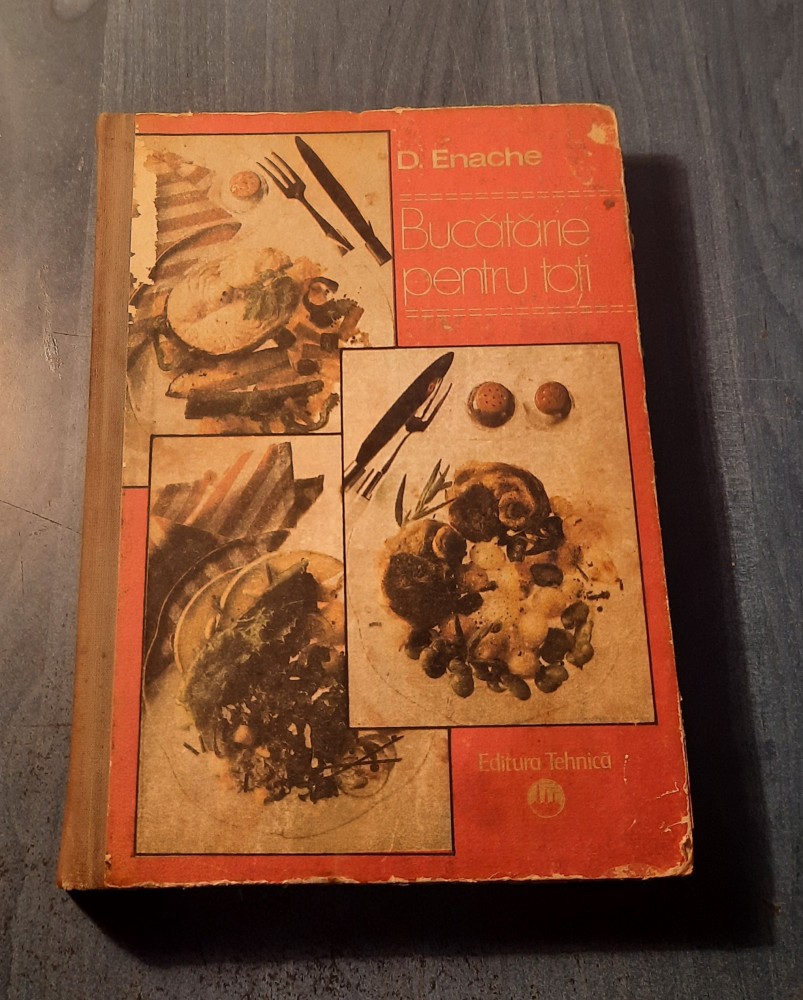 D. Enache
Bucătărie
pentru toți
Editura Tehnică